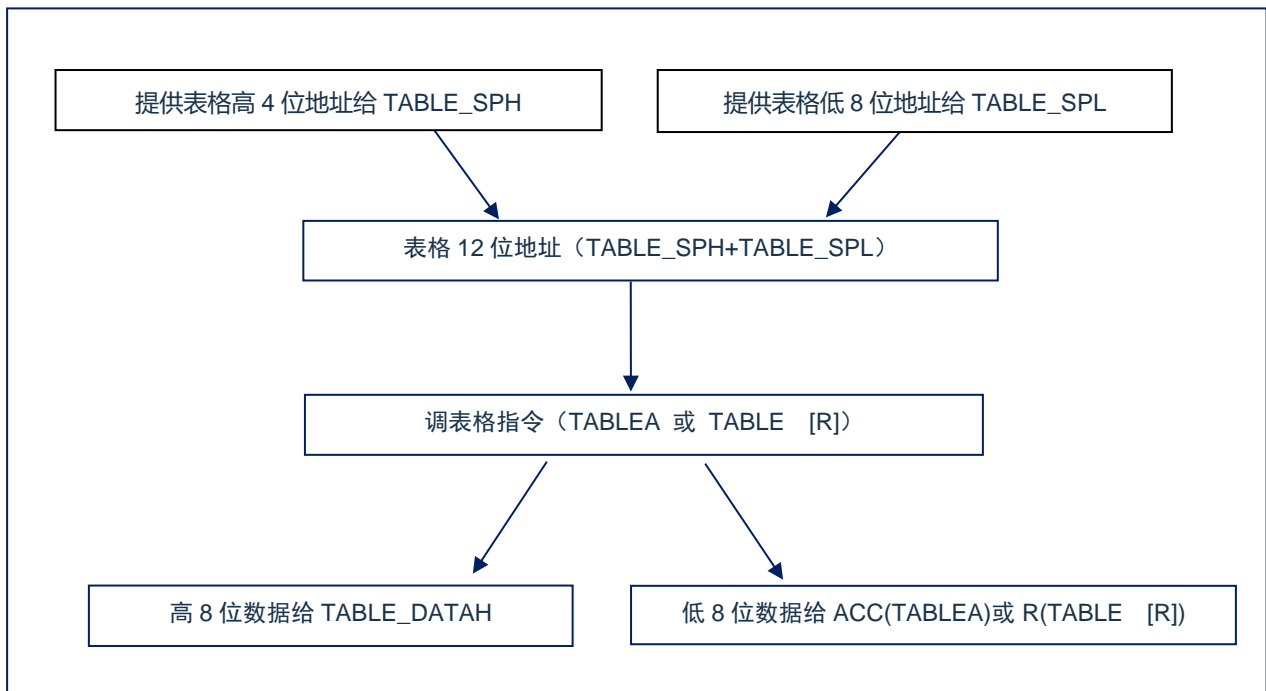 提供表格高 4 位地址给 TABLE_SPH
提供表格低 8 位地址给 TABLE_SPL
表格 12 位地址（TABLE_SPH+TABLE_SPL）
调表格指令（TABLEA 或 TABLE [R]）
高 8 位数据给 TABLE_DATAH
低 8 位数据给 ACC(TABLEA)或 R(TABLE [R])